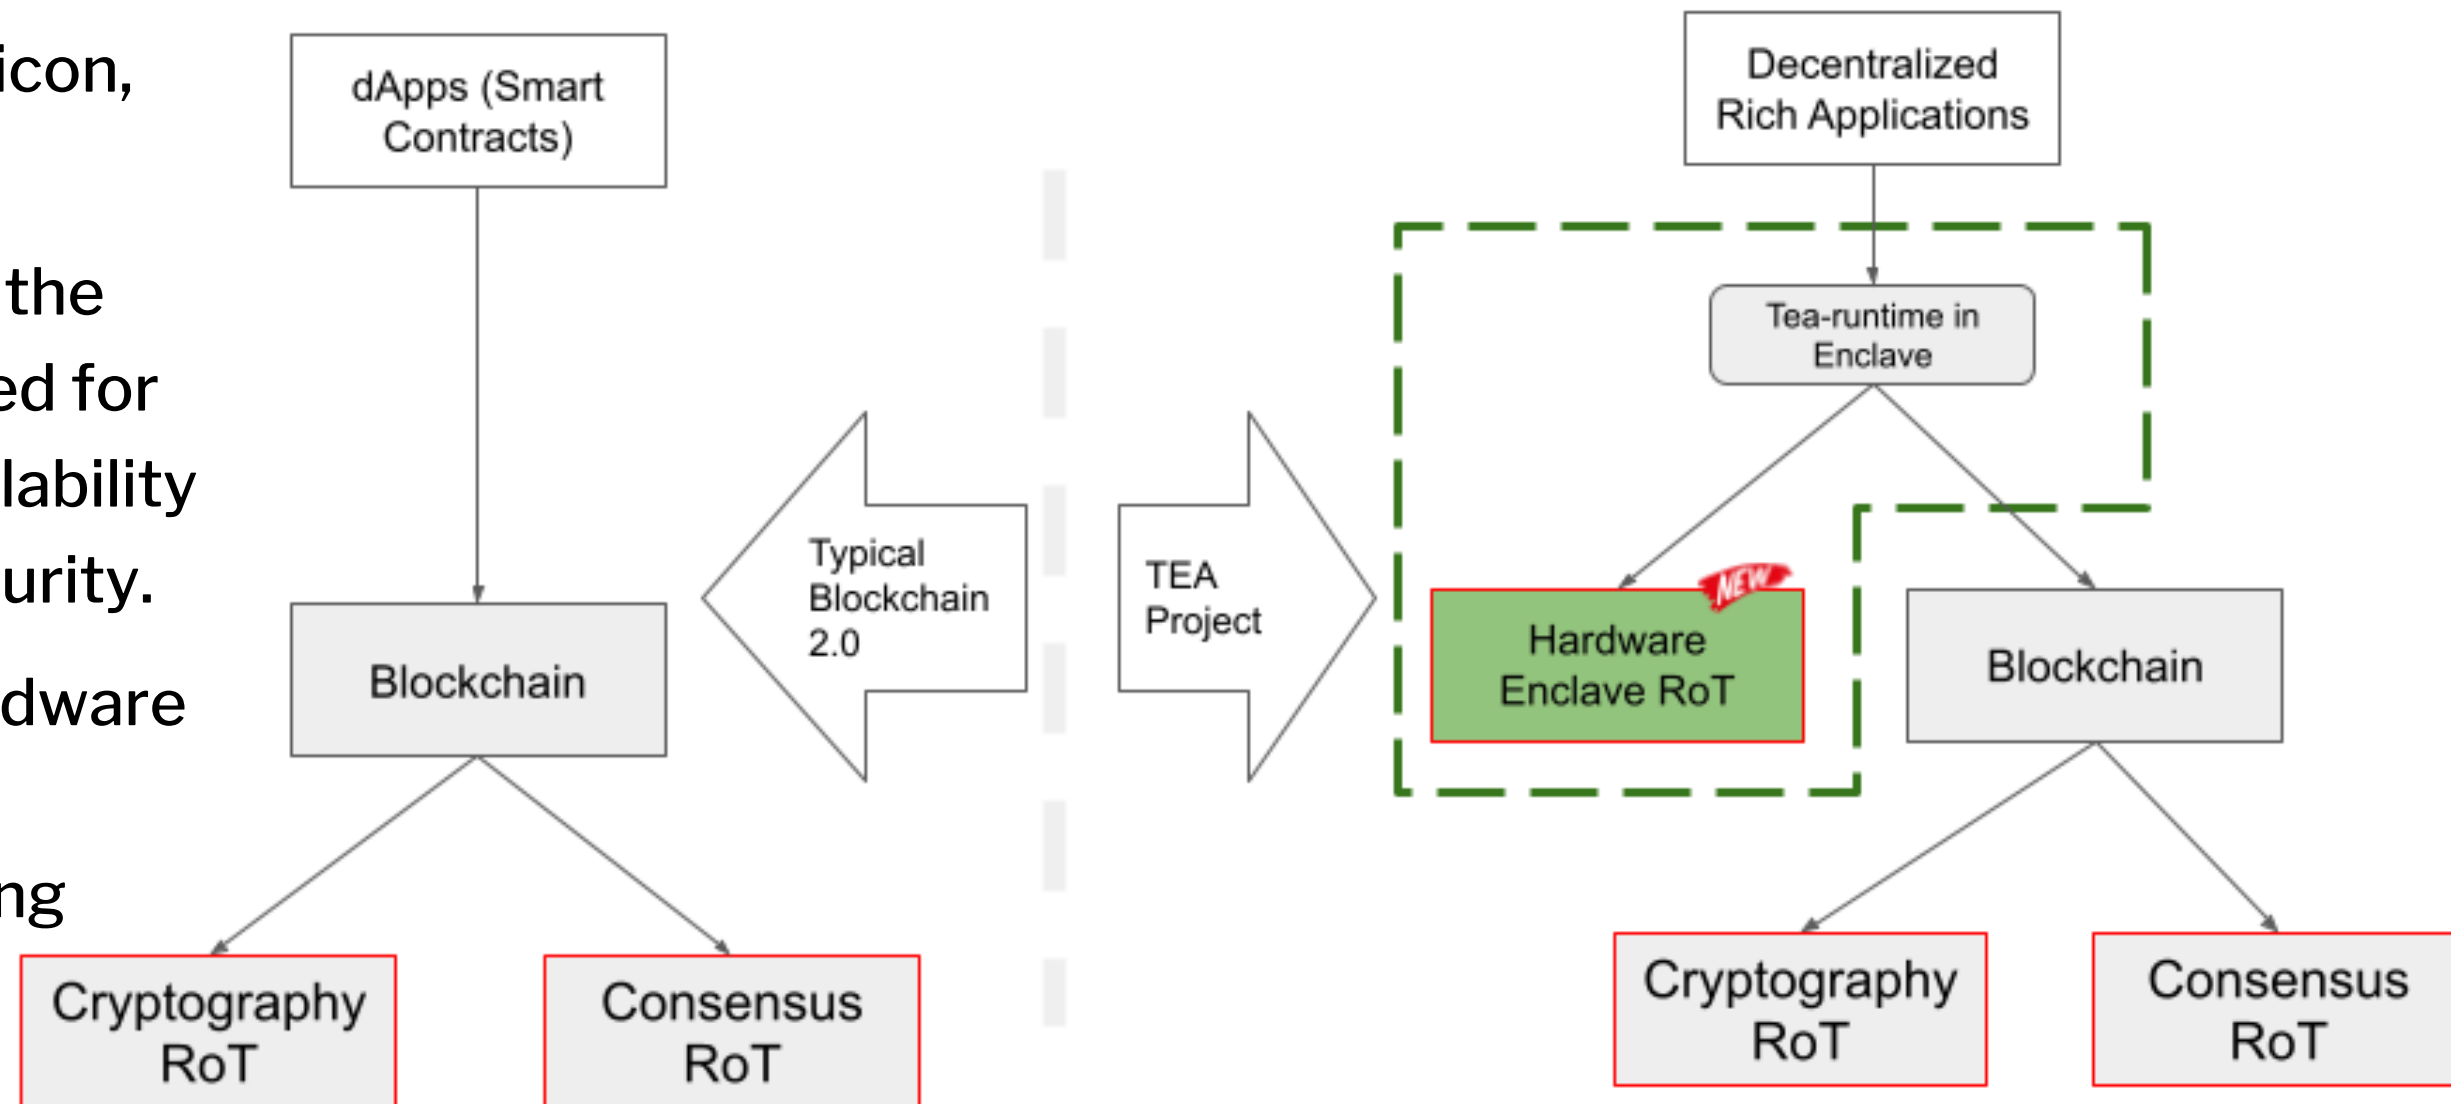 icon,
the
ed for
lability
urity.
dware
ng
dApps (Smart
Contracts)
Blockchain
Cryptography
RoT
Consensus
RoT
Typical
Blockchain
2.0
TEA
Project
Decentralized
Rich Applications
Tea-runtime in
Enclave
NEW
Hardware
Enclave RoT
Blockchain
Cryptography
RoT
Consensus
RoT